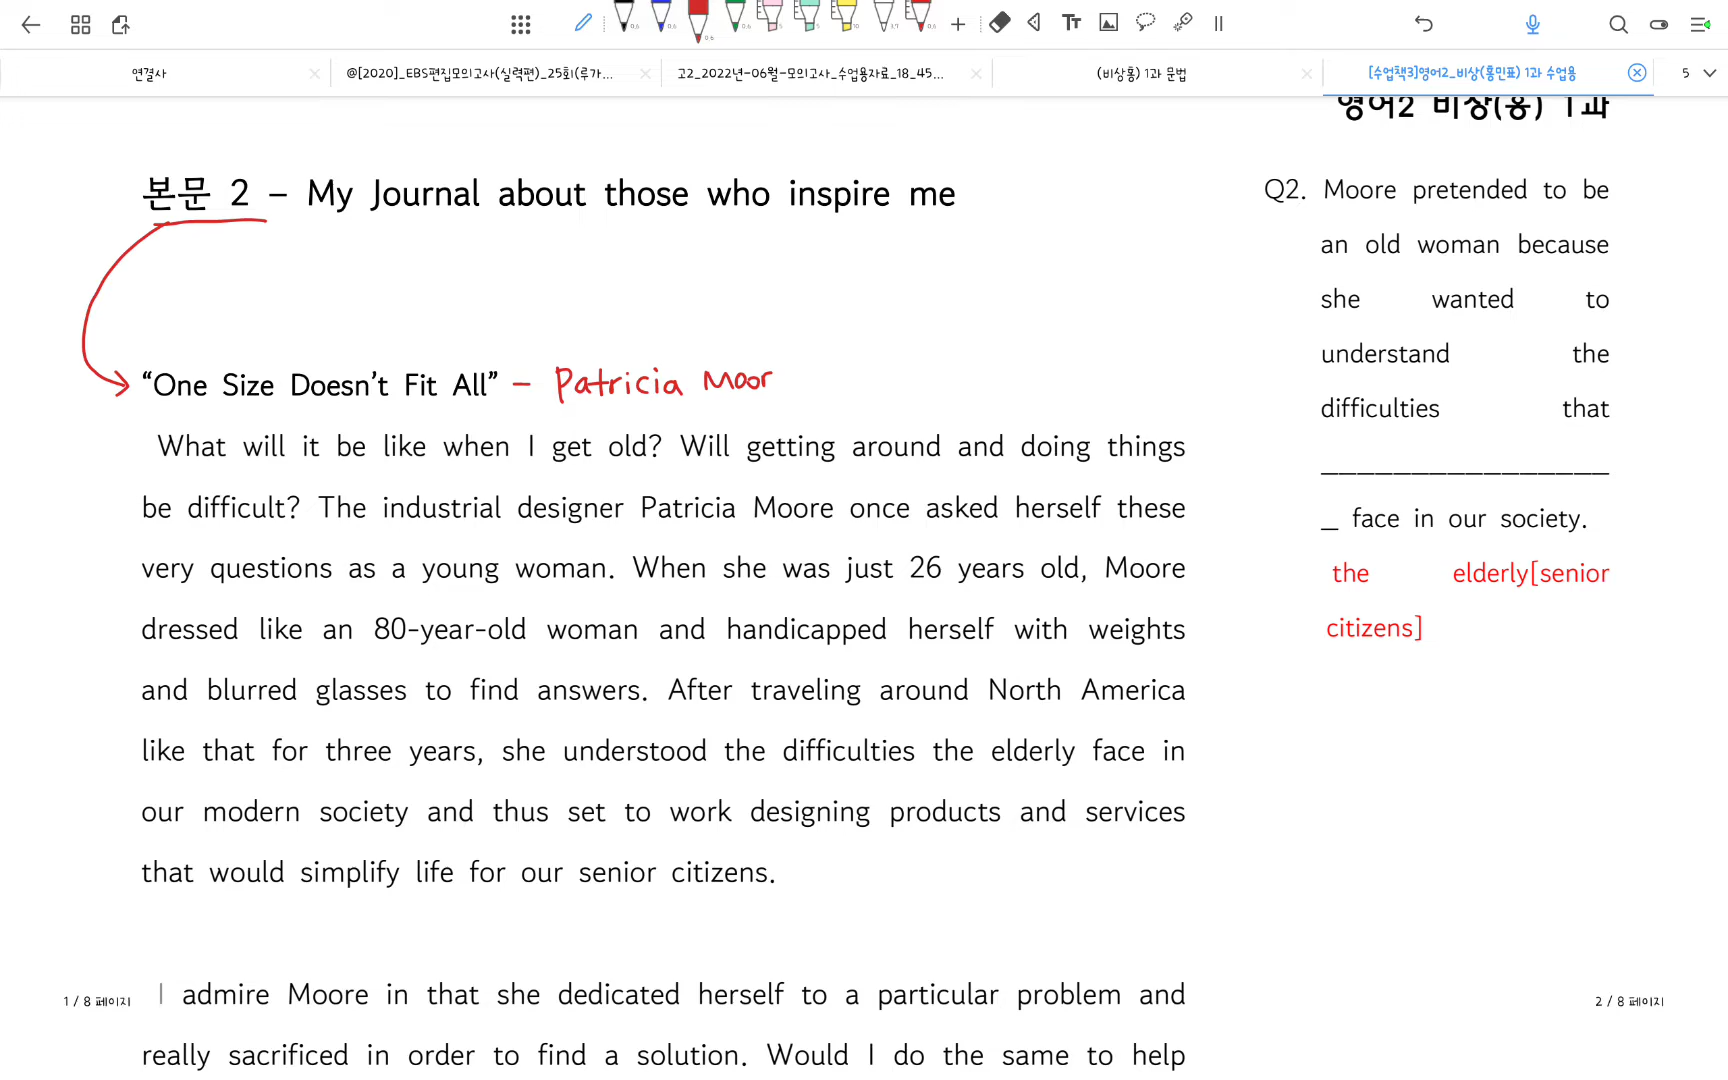 연결사
@[2020]_EBS편집모의고사(실력편)_25회(루가...
고2_2022년-06월-모의고사_수업용자료_18_45...
(비상홍) 1과 문법
[수업책3]영어2_비상(홍민표) 1과 수업용
5
영어2 비상(홍) 1과
본문 2 – My Journal about those who inspire me
“One Size Doesn’t Fit All” – Patricia Moor
What will it be like when I get old? Will getting around and doing things
be difficult? The industrial designer Patricia Moore once asked herself these
very questions as a young woman. When she was just 26 years old, Moore
dressed like an 80-year-old woman and handicapped herself with weights
and blurred glasses to find answers. After traveling around North America
like that for three years, she understood the difficulties the elderly face in
our modern society and thus set to work designing products and services
that would simplify life for our senior citizens.
I admire Moore in that she dedicated herself to a particular problem and
really sacrificed in order to find a solution. Would I do the same to help
1 / 8 페이지
Q2. Moore pretended to be
an old woman because
she wanted to
understand the
difficulties that
________________
_ face in our society.
the elderly[senior
citizens]
2 / 8 페이지